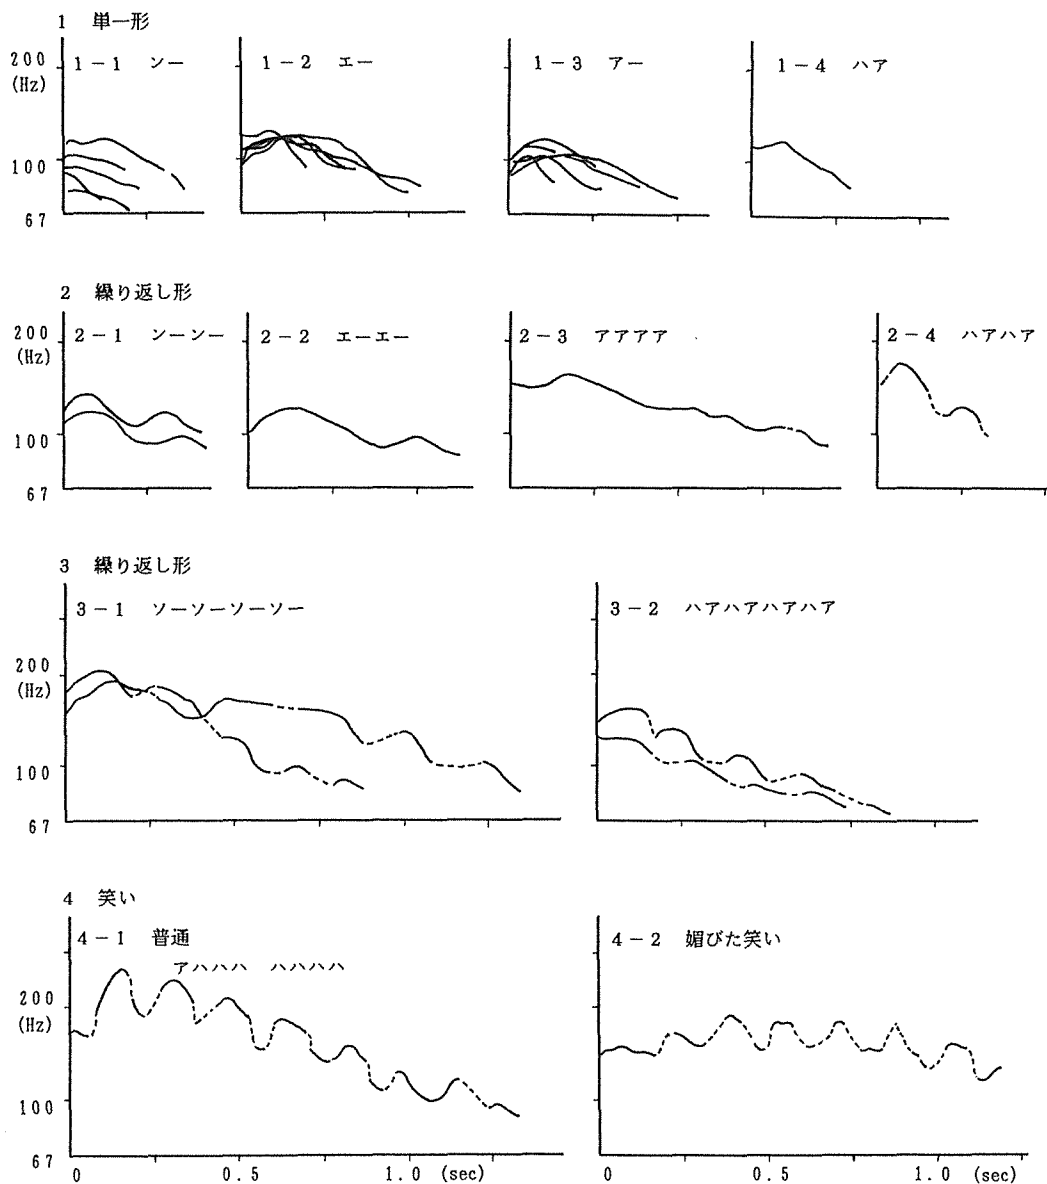 1 単一形
200
(Hz)
100
67
1-1 ンー
1-2 エー
1-3 アー
1-4 ハア
2 繰り返し形
200
(Hz)
100
67
2-1 ンーンー
2-2 エーエー
2-3 アアアア
2-4 ハアハア
3 繰り返し形
200
(Hz)
100
67
3-1 ソーソーソーソー
3-2 ハアハアハアハア
4 笑い
200
(Hz)
100
67
4-1 普通
アハハハ ハハハハ
4-2 媚びた笑い
0 0.5 1.0 (sec)
0 0.5 1.0 (sec)